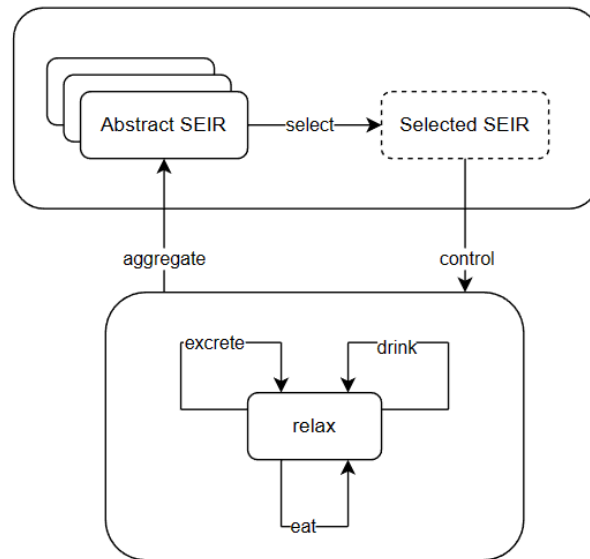 Abstract SEIR
select
Selected SEIR
aggregate
control
excrete
drink
relax
eat